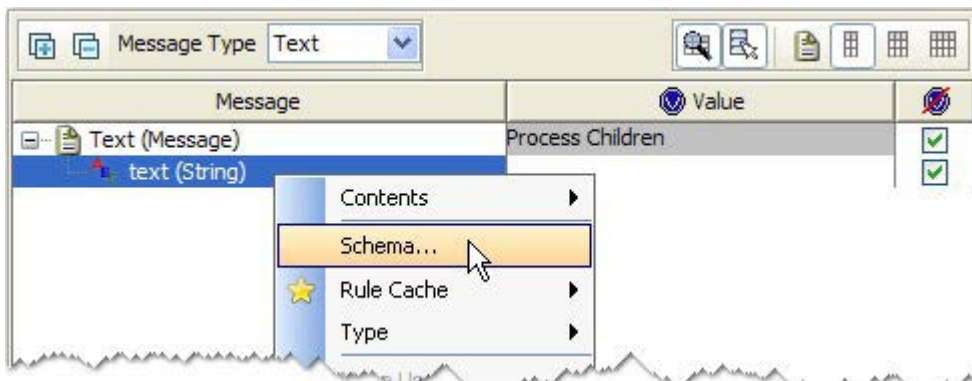 Message Type Text
Message Value
Text (Message) Process Children
text (String)
Contents
Schema...
Rule Cache
Type